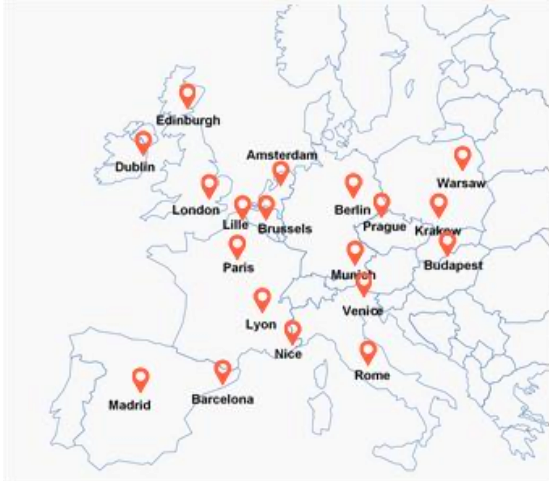 Edinburgh
Dublin
Amsterdam
Warsaw
London
Berlin
Prague
Krakow
Lille
Brussels
Paris
Munich
Budapest
Venice
Lyon
Nice
Rome
Madrid
Barcelona